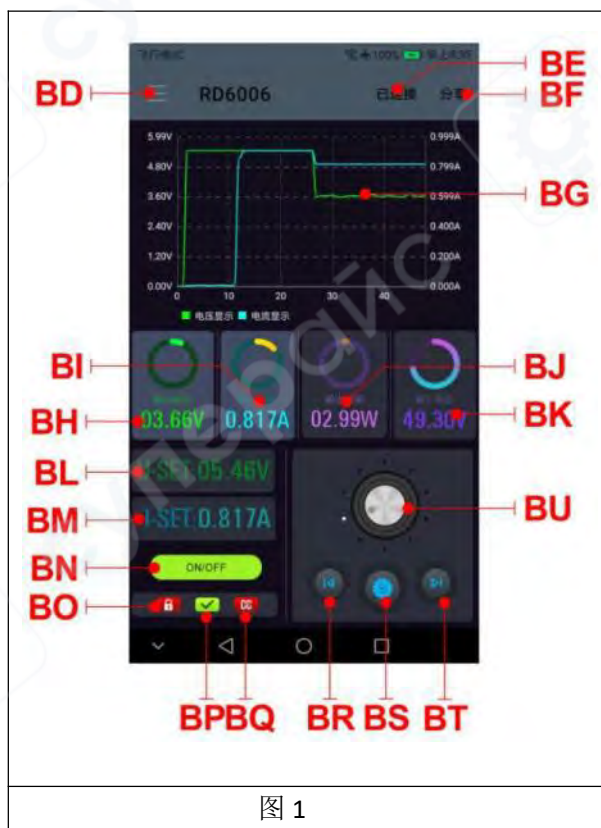 BE
BD
RD6006
已连接
分享
BF
5.99V
0.999A
4.80V
0.799A
3.60V
0.599A
BG
2.40V
0.400A
1.20V
0.200A
0.00V
0.000A
0
10
20
30
40
电压显示
电流显示
BI
BJ
BH
03.66V
0.817A
02.99W
49.30V
BK
BL
V-SET:05.46V
BM
I-SET:0.817A
BU
BN
ON/OFF
BO
CC
BP
BQ
BR
BS
BT
图 1
суперайс